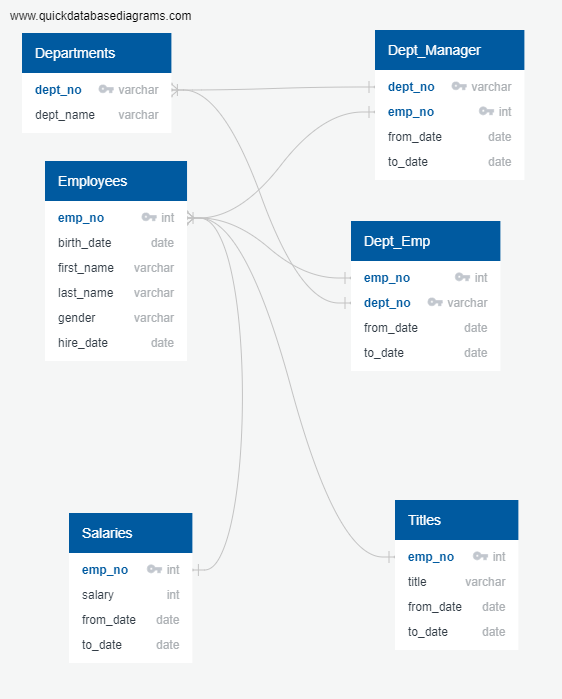 www.quickdatabasediagrams.com
Departments
dept_no varchar
dept_name varchar
Dept_Manager
dept_no varchar
emp_no int
from_date date
to_date date
Employees
emp_no int
birth_date date
first_name varchar
last_name varchar
gender varchar
hire_date date
Dept_Emp
emp_no int
dept_no varchar
from_date date
to_date date
Salaries
emp_no int
salary int
from_date date
to_date date
Titles
emp_no int
title varchar
from_date date
to_date date